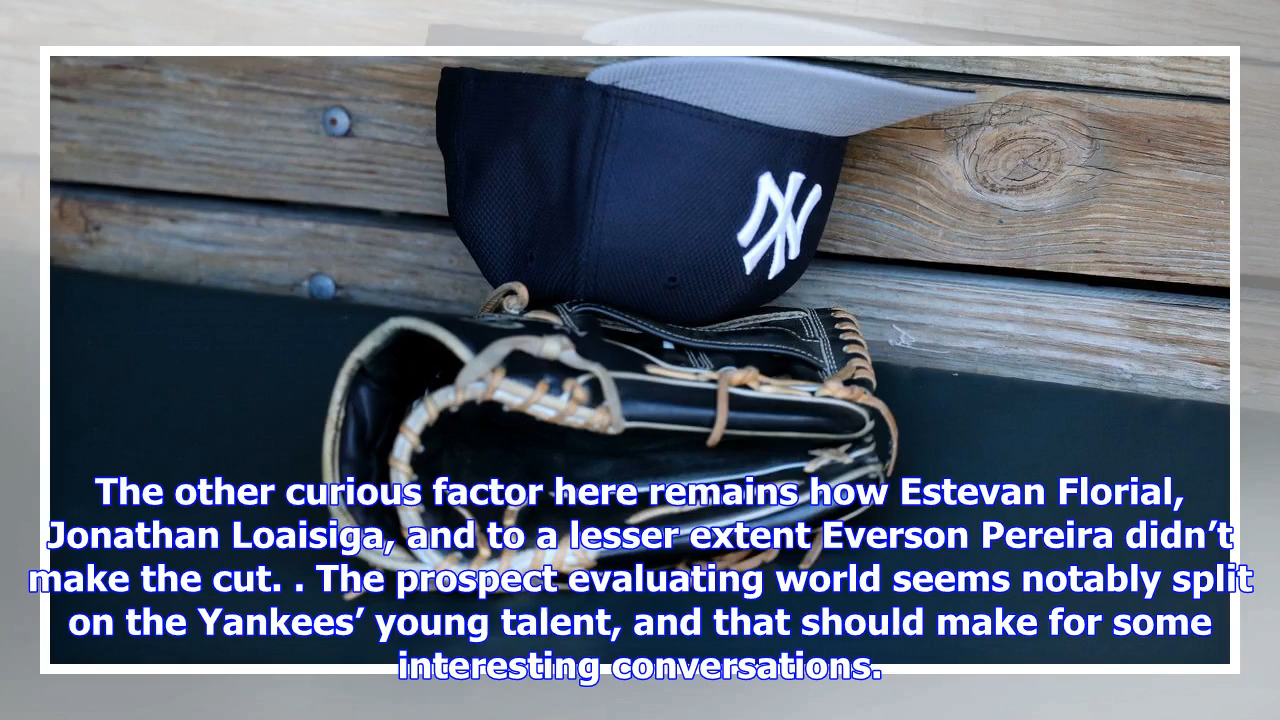 NY
The other curious factor here remains how Estevan Florial,
Jonathan Loaisiga, and to a lesser extent Everson Pereira didn’t
make the cut. . The prospect evaluating world seems notably split
on the Yankees’ young talent, and that should make for some
interesting conversations.